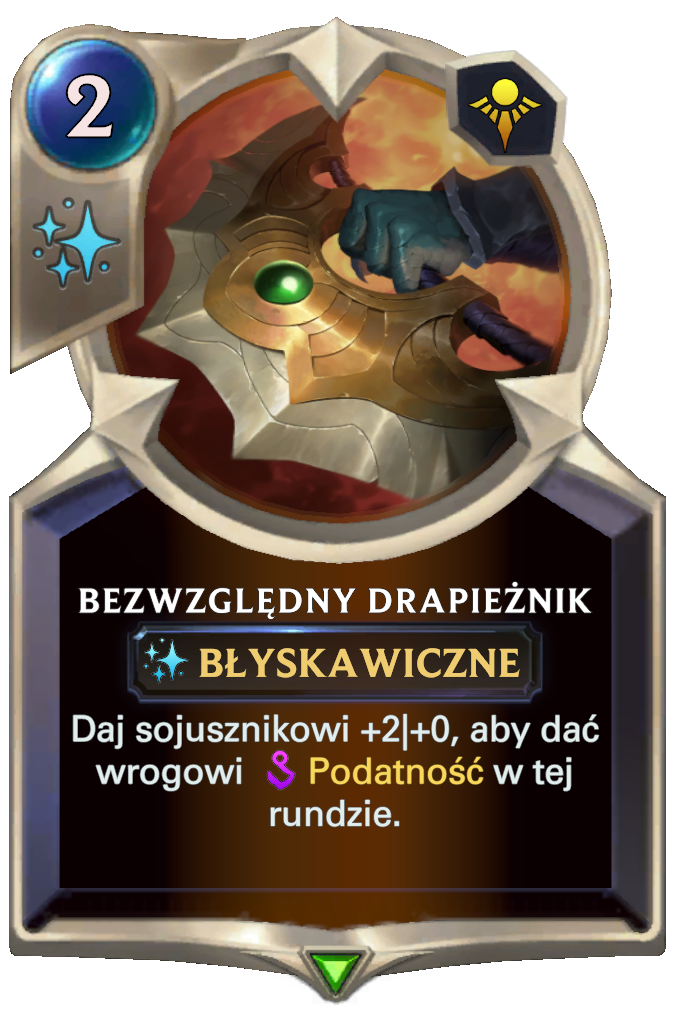 2
BEZWZGLĘDNY DRAPIEŻNIK
BŁYSKAWICZNE
Daj sojusznikowi +2|+0, aby dać
wrogowi Podatność w tej
rundzie.